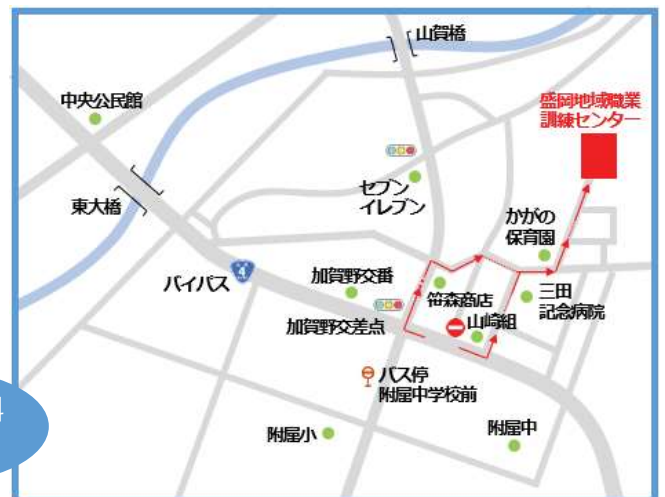 山賀橋
中央公民館
盛岡地域職業
訓練センター
セブン
イレブン
東大橋
かがの
保育園
バイパス
4
加賀野交番
笹森商店
三田
記念病院
山崎組
加賀野交差点
バス停
附属中学校前
附属小
附属中